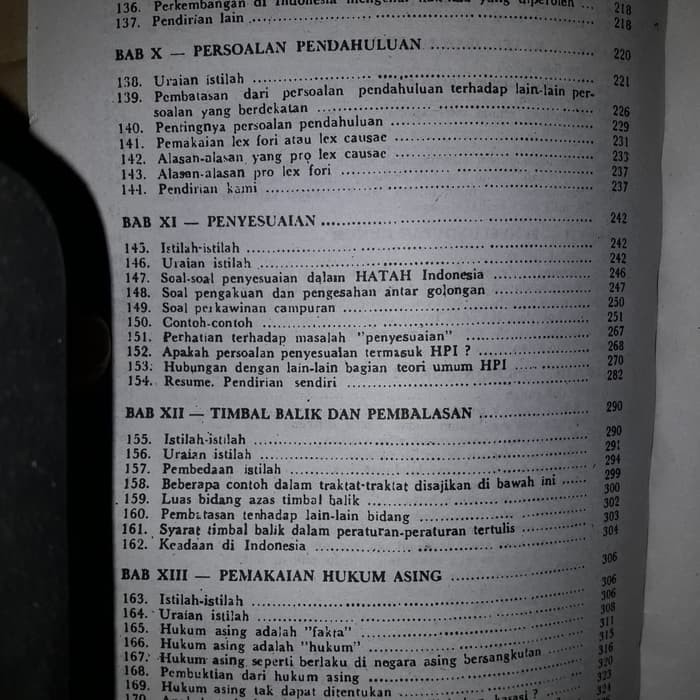 136. Perkembangan di Indonesia mengenai ... 218
137. Pendirian lain ... 218
BAB X — PERSOALAN PENDAHULUAN ... 220
138. Uraian istilah ... 221
139. Pembatasan dari persoalan pendahuluan terhadap lain-lain per-
soalan yang berdekatan ... 226
140. Pentingnya persoalan pendahuluan ... 229
141. Pemakaian lex fori atau lex causae ... 231
142. Alasan-alasan yang pro lex causae ... 233
143. Alasan-alasan pro lex fori ... 237
144. Pendirian kami ... 237
BAB XI — PENYESUAIAN ... 242
145. Istilah-istilah ... 242
146. Uraian istilah ... 242
147. Soal-soal penyesuaian dalam HATAH Indonesia ... 246
148. Soal pengakuan dan pengesahan antar golongan ... 247
149. Soal perkawinan campuran ... 250
150. Contoh-contoh ... 251
151. Perhatian terhadap masalah "penyesuaian" ... 267
152. Apakah persoalan penyesualan termasuk HPI ? ... 268
153. Hubungan dengan lain-lain bagian teori umum HPI ... 270
154. Resume. Pendirian sendiri ... 282
BAB XII — TIMBAL BALIK DAN PEMBALASAN ... 290
155. Istilah-istilah ... 290
156. Uraian istilah ... 291
157. Pembedaan istilah ... 294
158. Beberapa contoh dalam traktat-traktat disajikan di bawah ini ... 299
159. Luas bidang azas timbal balik ... 300
160. Pembatasan terhadap lain-lain bidang ... 302
161. Syarat timbal balik dalam peraturan-peraturan tertulis ... 303
162. Keadaan di Indonesia ... 304
BAB XIII — PEMAKAIAN HUKUM ASING ... 306
163. Istilah-istilah ... 306
164. Uraian istilah ... 306
165. Hukum asing adalah "fakta" ... 308
166. Hukum asing adalah "hukum" ... 311
167. Hukum asing seperti berlaku di negara asing bersangkutan ... 315
168. Pembuktian dari hukum asing ... 316
169. Hukum asing tak dapat ditentukan ... 320
323
324